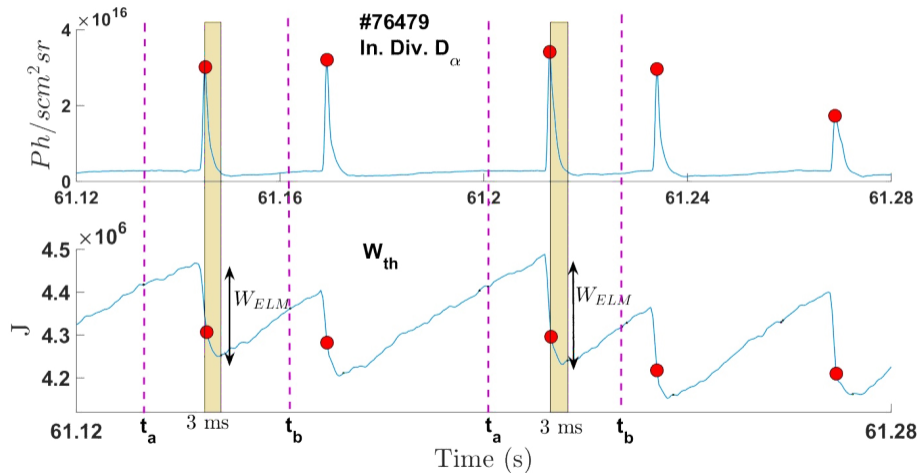 ×10^16
4
2
0
Ph/scm^2sr
#76479
In. Div. D_α
61.12
61.16
61.2
61.24
61.28
×10^6
4.5
4.4
4.3
4.2
J
W_th
W_ELM
W_ELM
61.12
t_a
3 ms
t_b
t_a
3 ms
t_b
61.28
Time (s)